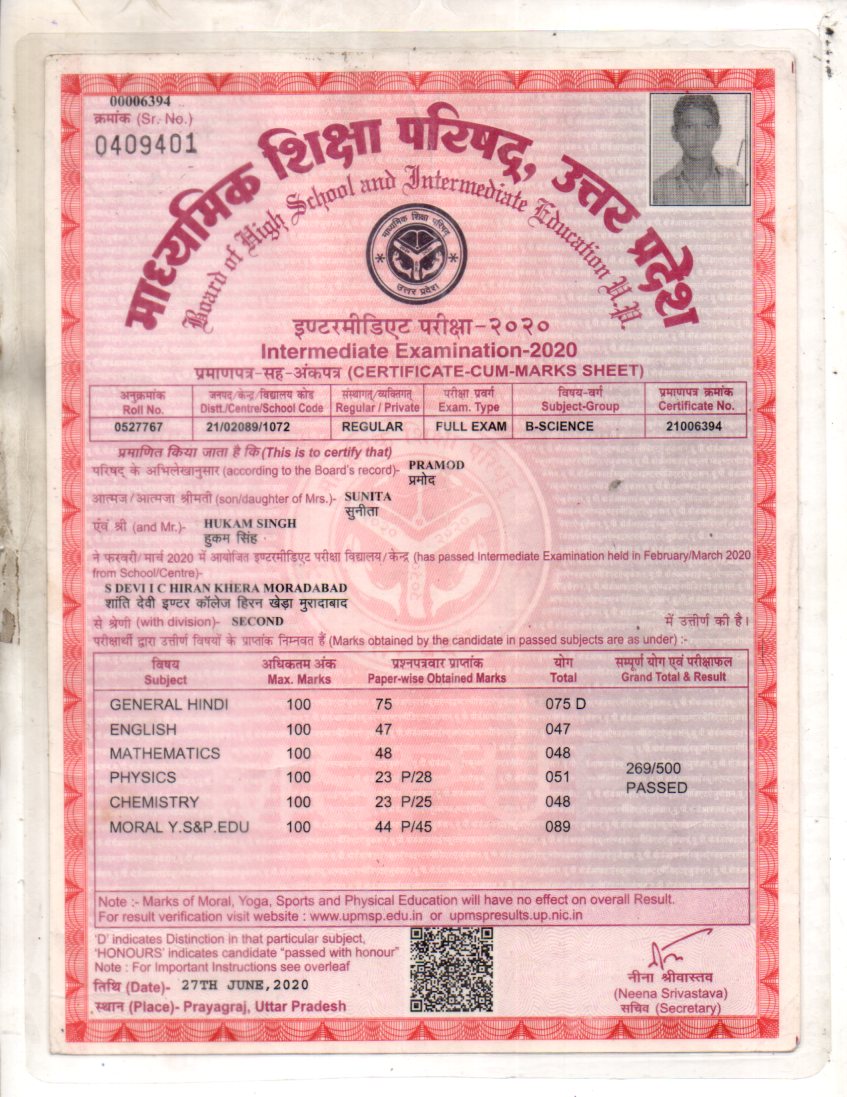 00006394
क्रमांक (Sr. No.)
0409401
माध्यमिक शिक्षा परिषद्, उत्तर प्रदेश
Board of High School and Intermediate Education U.P.
माध्यमिक शिक्षा परिषद्
उत्तर प्रदेश
इण्टरमीडिएट परीक्षा-२०२०
Intermediate Examination-2020
प्रमाणपत्र-सह-अंकपत्र (CERTIFICATE-CUM-MARKS SHEET)
अनुक्रमांक जनपद/केन्द्र/विद्यालय कोड संस्थागत/व्यक्तिगत परीक्षा प्रवर्ग विषय-वर्ग प्रमाणपत्र क्रमांक
Roll No. Distt./Centre/School Code Regular / Private Exam. Type Subject-Group Certificate No.
0527767 21/02089/1072 REGULAR FULL EXAM B-SCIENCE 21006394
प्रमाणित किया जाता है कि (This is to certify that)
परिषद् के अभिलेखानुसार (according to the Board's record)- PRAMOD
प्रमोद
आत्मज/आत्मजा श्रीमती (son/daughter of Mrs.)- SUNITA
सुनीता
एंव श्री (and Mr.)- HUKAM SINGH
हुकम सिंह
ने फरवरी/मार्च 2020 में आयोजित इण्टरमीडिएट परीक्षा विद्यालय/केन्द्र (has passed Intermediate Examination held in February/March 2020
from School/Centre)-
S DEVI I C HIRAN KHERA MORADABAD
शांति देवी इण्टर कॉलेज हिरन खेड़ा मुरादाबाद
से श्रेणी (with division)- SECOND में उत्तीर्ण की है।
परीक्षार्थी द्वारा उत्तीर्ण विषयों के प्राप्तांक निम्नवत हैं (Marks obtained by the candidate in passed subjects are as under) :-
विषय अधिकतम अंक प्रश्नपत्रवार प्राप्तांक योग सम्पूर्ण योग एवं परीक्षाफल
Subject Max. Marks Paper-wise Obtained Marks Total Grand Total & Result
GENERAL HINDI 100 75 075 D
ENGLISH 100 47 047
MATHEMATICS 100 48 048
269/500
PHYSICS 100 23 P/28 051
PASSED
CHEMISTRY 100 23 P/25 048
MORAL Y.S&P.EDU 100 44 P/45 089
Note :- Marks of Moral, Yoga, Sports and Physical Education will have no effect on overall Result.
For result verification visit website : www.upmsp.edu.in or upmspresults.up.nic.in
'D' indicates Distinction in that particular subject,
'HONOURS' indicates candidate "passed with honour"
Note : For Important Instructions see overleaf
तिथि (Date)- 27TH JUNE,2020
स्थान (Place)- Prayagraj, Uttar Pradesh
नीना श्रीवास्तव
(Neena Srivastava)
सचिव (Secretary)